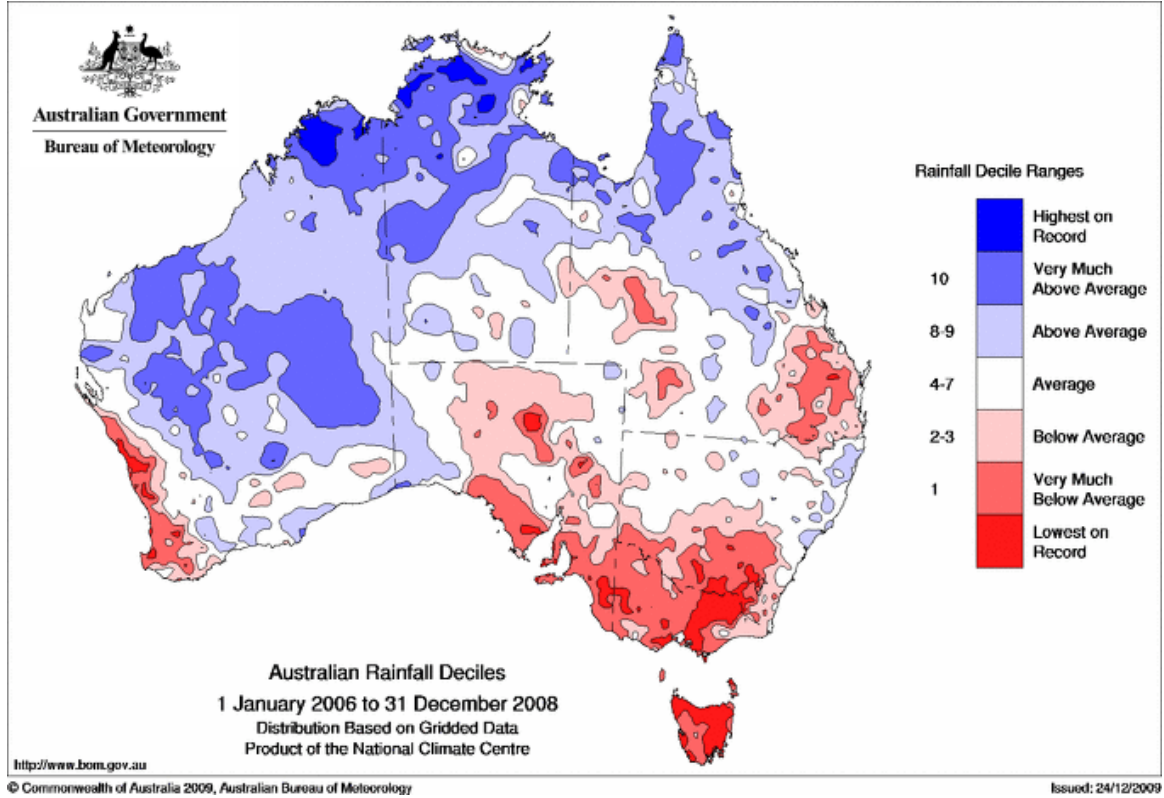 Australian Government
Bureau of Meteorology
Rainfall Decile Ranges
Highest on
Record
10
Very Much
Above Average
8-9
Above Average
4-7
Average
2-3
Below Average
1
Very Much
Below Average
Lowest on
Record
Australian Rainfall Deciles
1 January 2006 to 31 December 2008
Distribution Based on Gridded Data
Product of the National Climate Centre
http://www.bom.gov.au
© Commonwealth of Australia 2009, Australian Bureau of Meteorology
Issued: 24/12/2009